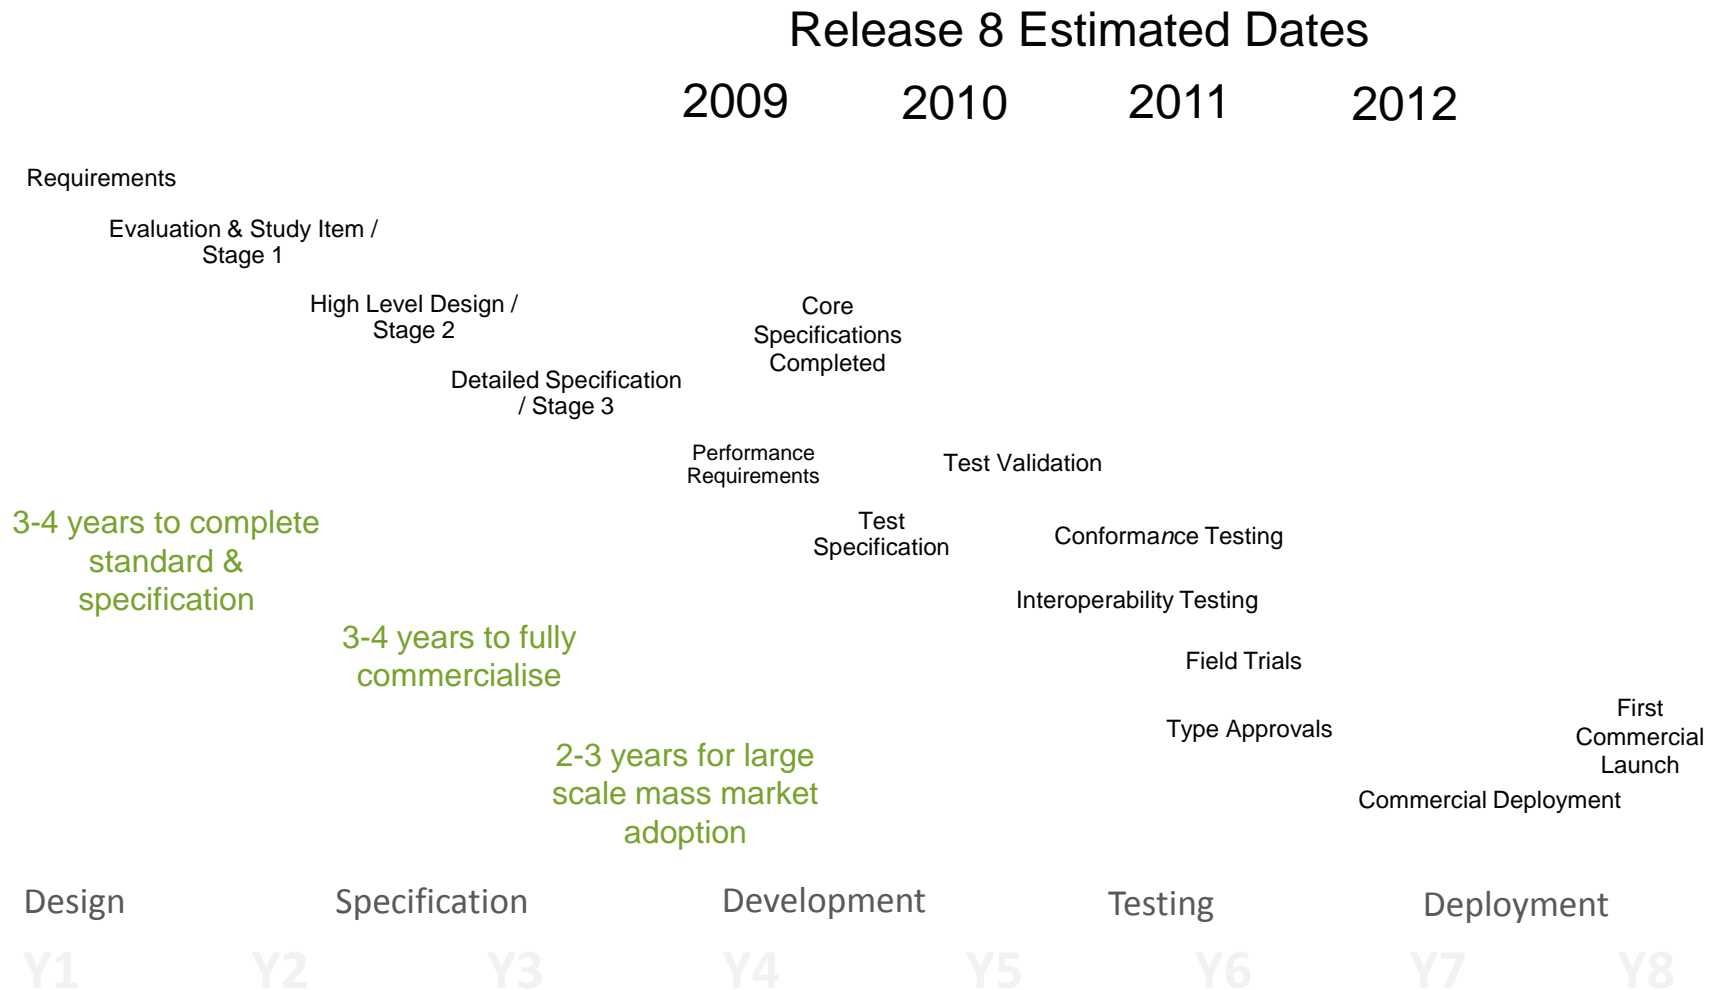 Release 8 Estimated Dates
2009 2010 2011 2012
Requirements
Evaluation & Study Item /
Stage 1
High Level Design /
Stage 2
Core
Specifications
Completed
Detailed Specification
/ Stage 3
Performance
Requirements
Test Validation
3-4 years to complete
standard &
specification
Test
Specification
Conformance Testing
Interoperability Testing
3-4 years to fully
commercialise
Field Trials
First
Commercial
Launch
Type Approvals
2-3 years for large
scale mass market
adoption
Commercial Deployment
Design Specification Development Testing Deployment
Y1 Y2 Y3 Y4 Y5 Y6 Y7 Y8